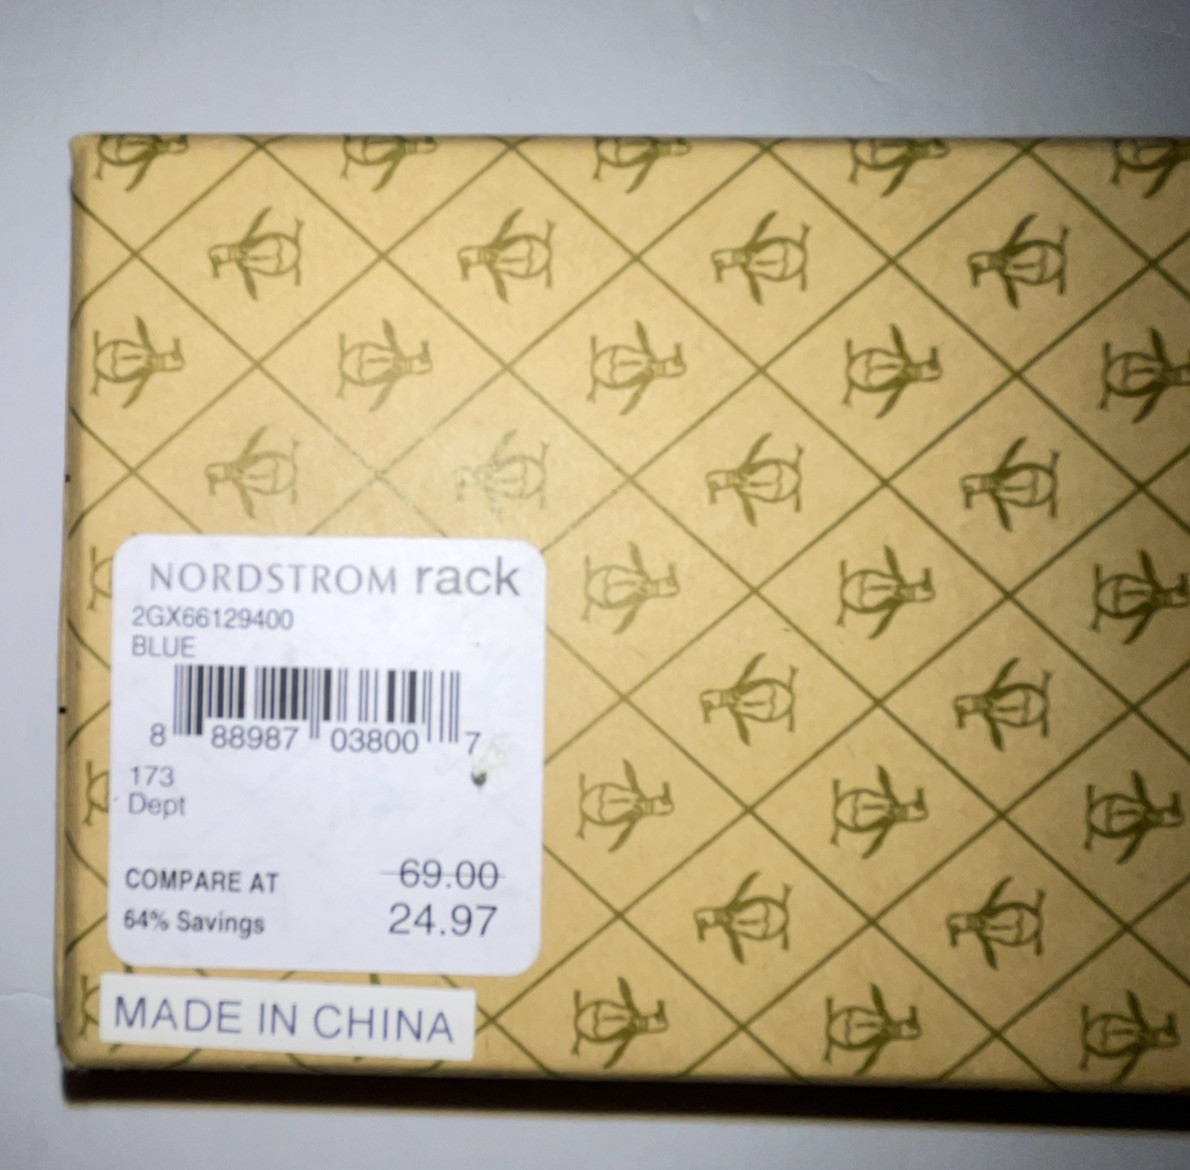 NORDSTROM rack
2GX66129400
BLUE
8 88987 03800 7
173
Dept
COMPARE AT 69.00
64% Savings 24.97
MADE IN CHINA